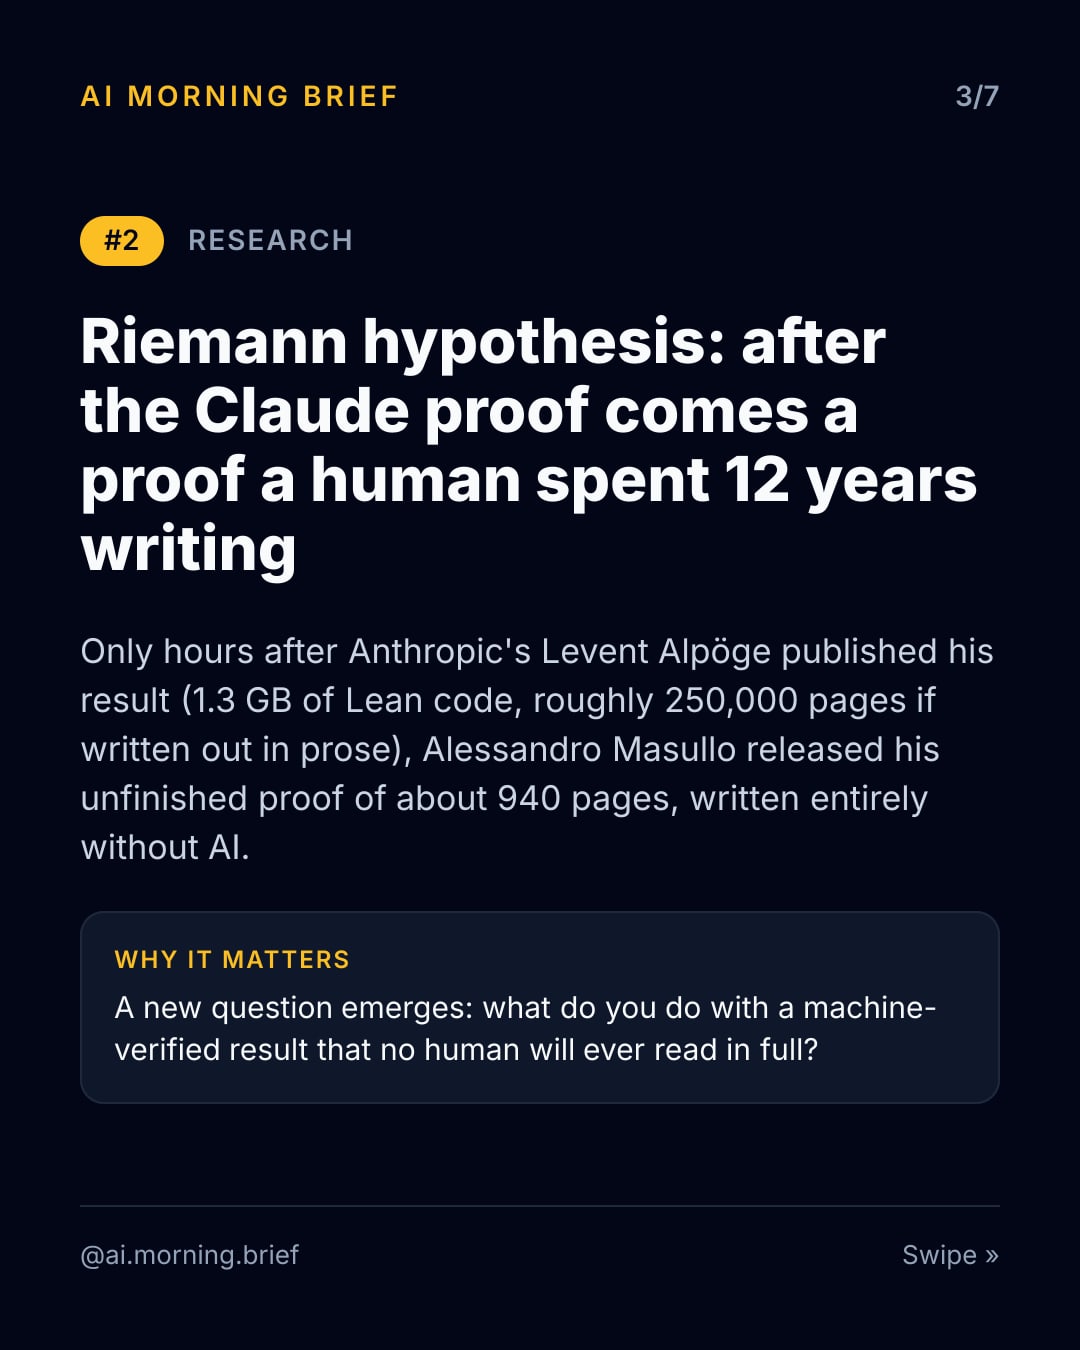 AI MORNING BRIEF
3/7
#2
RESEARCH
Riemann hypothesis: after
the Claude proof comes a
proof a human spent 12 years
writing
Only hours after Anthropic's Levent Alpöge published his
result (1.3 GB of Lean code, roughly 250,000 pages if
written out in prose), Alessandro Masullo released his
unfinished proof of about 940 pages, written entirely
without AI.
WHY IT MATTERS
A new question emerges: what do you do with a machine-
verified result that no human will ever read in full?
@ai.morning.brief
Swipe »